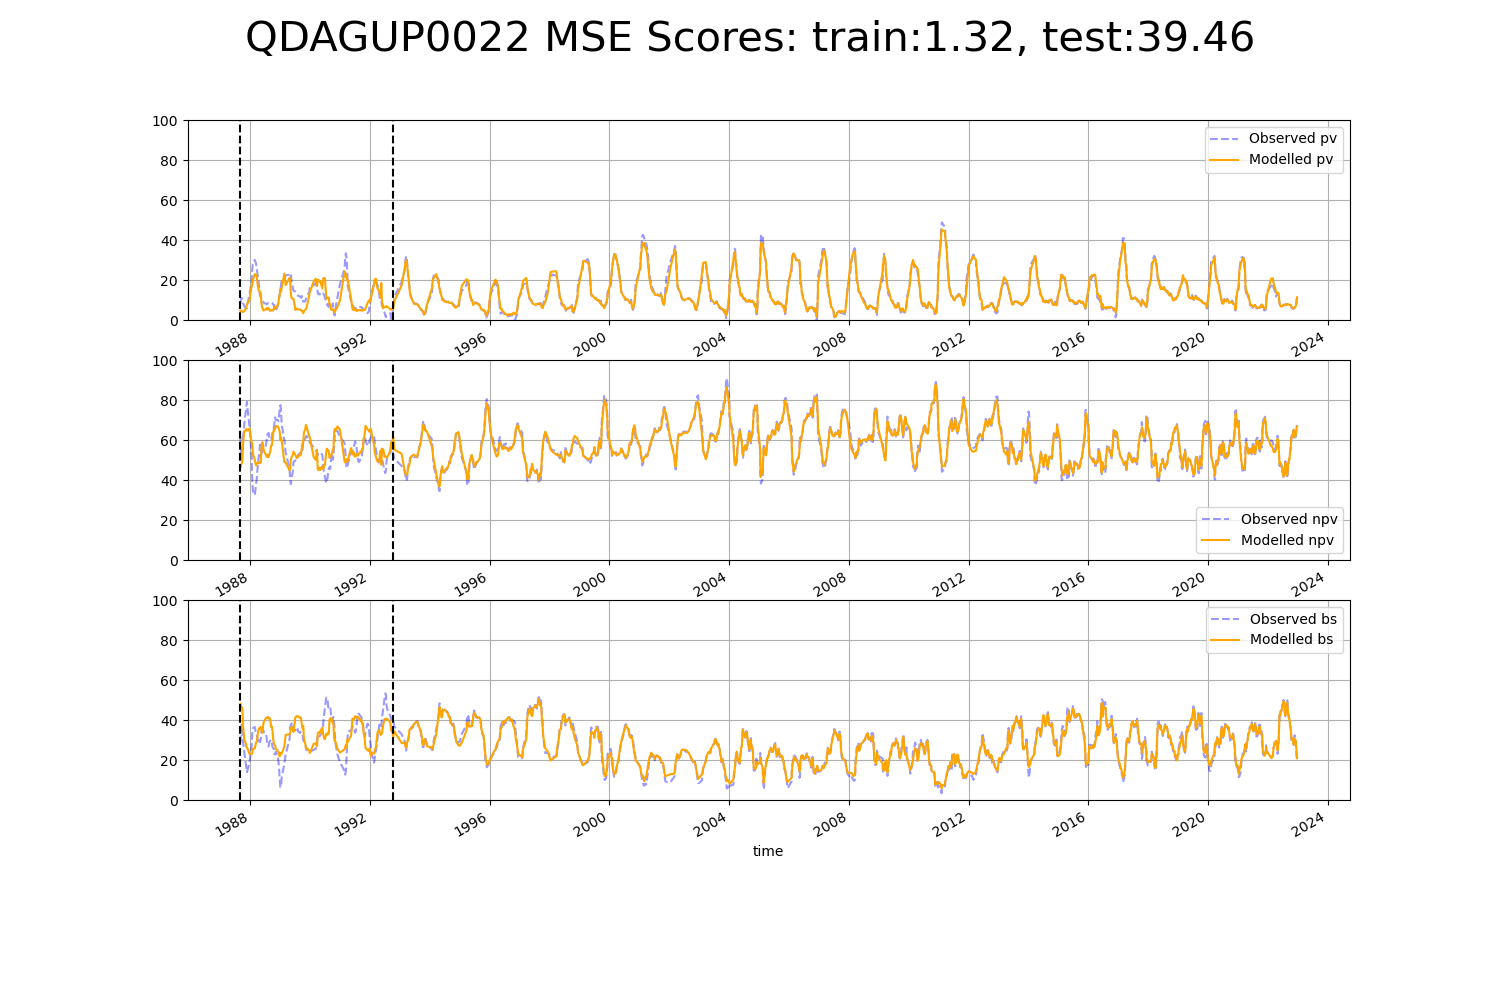 QDAGUP0022 MSE Scores: train:1.32, test:39.46
100
80
60
40
20
0
Observed pv
Modelled pv
1988 1992 1996 2000 2004 2008 2012 2016 2020 2024
100
80
60
40
20
0
Observed npv
Modelled npv
1988 1992 1996 2000 2004 2008 2012 2016 2020 2024
100
80
60
40
20
0
Observed bs
Modelled bs
1988 1992 1996 2000 2004 2008 2012 2016 2020 2024
time